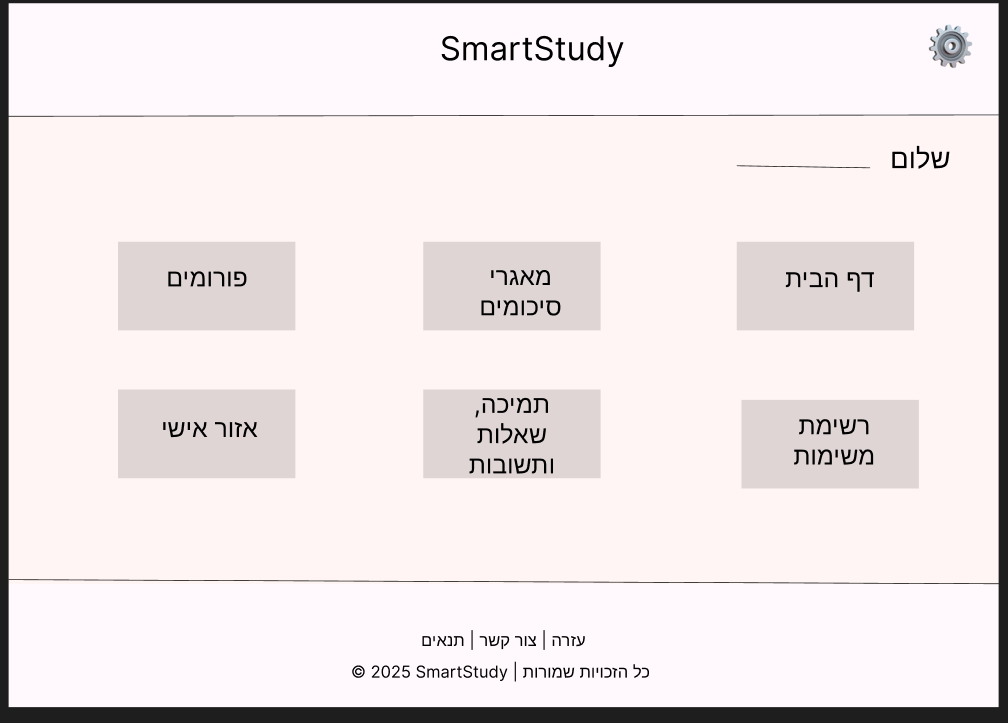 SmartStudy
שלום
דף הבית
מאגרי
סיכומים
פורומים
רשימת
משימות
תמיכה,
שאלות
ותשובות
אזור אישי
עזרה | צור קשר | תנאים
כל הזכויות שמורות | SmartStudy 2025 ©